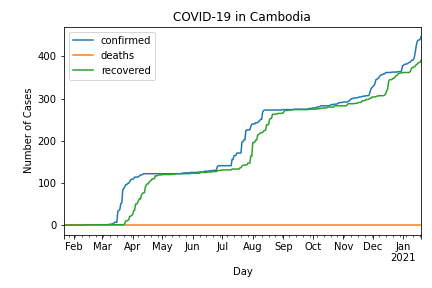 COVID-19 in Cambodia
confirmed
deaths
recovered
Number of Cases
400
300
200
100
0
Feb Mar Apr May Jun Jul Aug Sep Oct Nov Dec Jan
2021
Day